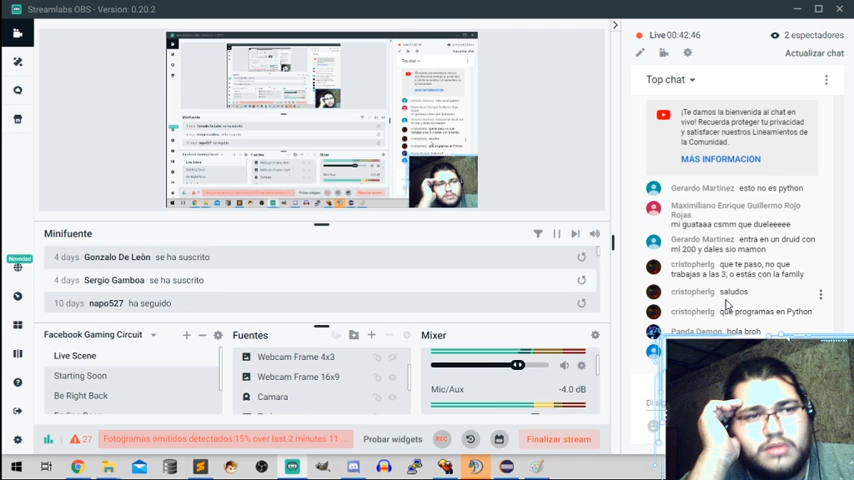 Streamlabs OBS - Version: 0.20.2
Live 00:42:46
2 espectadores
Actualizar chat
Top chat
¡Te damos la bienvenida al chat en
vivo! Recuerda proteger tu privacidad
y satisfacer nuestros Lineamientos de
la Comunidad.
MÁS INFORMACIÓN
Gerardo Martinez esto no es python
Maximiliano Enrique Guillermo Rojo
Rojas
mi guataaa csmm que dueleeeee
Gerardo Martinez entra en un druid con
ml 200 y dales sio mamon
cristopherlg que te paso, no que
trabajas a las 3, o estás con la family
cristopherlg saludos
cristopherlg que programas en Python
Panda Demon hola broh
Minifuente
4 days Gonzalo De Leòn se ha suscrito
4 days Sergio Gamboa se ha suscrito
10 days napo527 ha seguido
Novedad
Facebook Gaming Circuit
Live Scene
Starting Soon
Be Right Back
Fuentes
Webcam Frame 4x3
Webcam Frame 16x9
Camara
Mixer
Mic/Aux
-4.0 dB
27
Fotogramas omitidos detectados:15% over last 2 minutes 11 ...
Probar widgets
REC
Finalizar stream